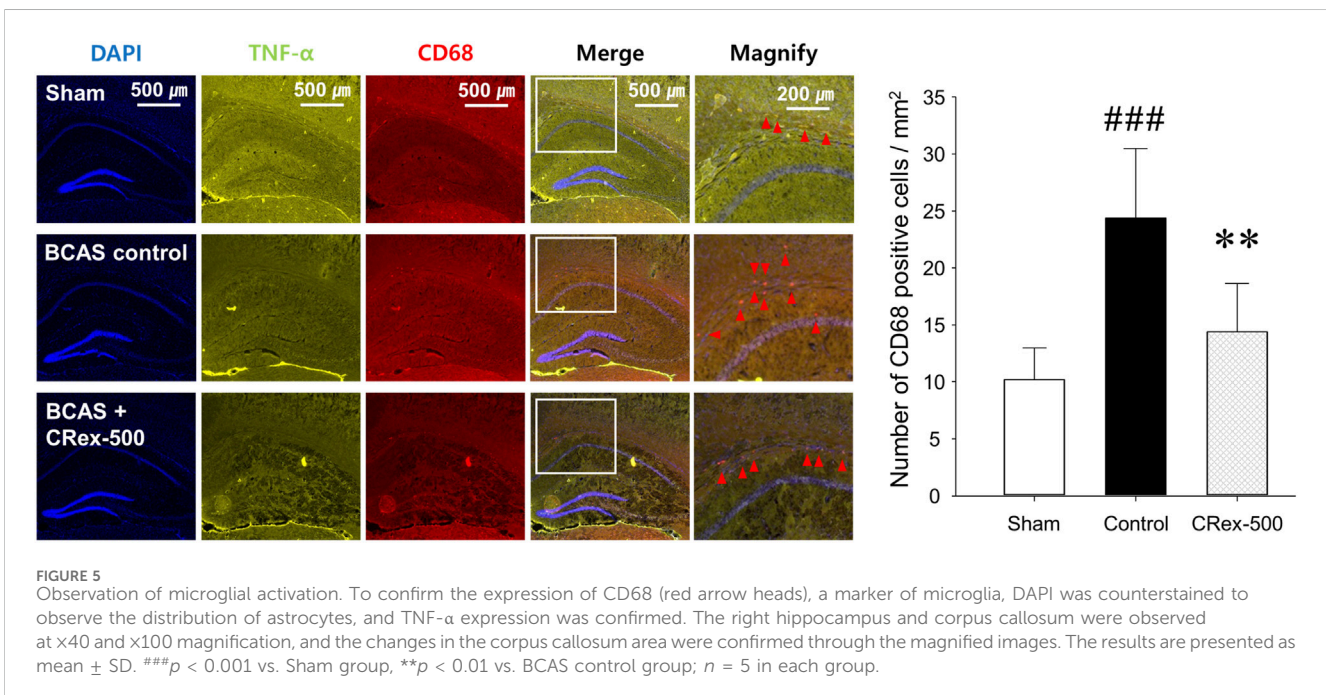 DAPI TNF-α CD68 Merge Magnify
Sham 500 μm 500 μm 500 μm 500 μm 200 μm
BCAS control
BCAS +
CRex-500
Number of CD68 positive cells / mm²
35
30
25
20
15
10
5
0
###
**
Sham Control CRex-500
FIGURE 5
Observation of microglial activation. To confirm the expression of CD68 (red arrow heads), a marker of microglia, DAPI was counterstained to
observe the distribution of astrocytes, and TNF-α expression was confirmed. The right hippocampus and corpus callosum were observed
at ×40 and ×100 magnification, and the changes in the corpus callosum area were confirmed through the magnified images. The results are presented as
mean ± SD. ###p < 0.001 vs. Sham group, **p < 0.01 vs. BCAS control group; n = 5 in each group.